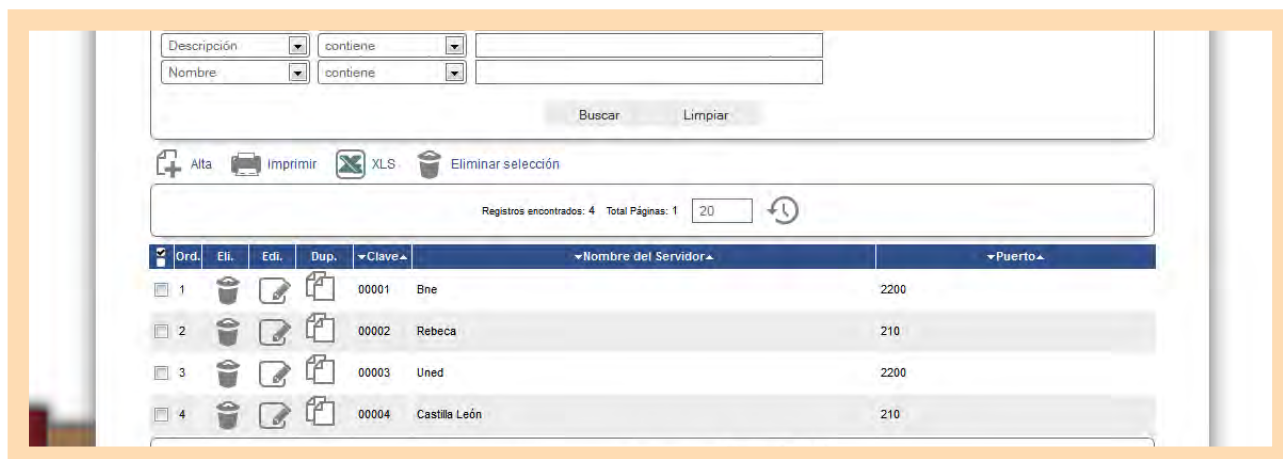 Descripción contiene
Nombre contiene
Buscar Limpiar
Alta Imprimir XLS Eliminar selección
Registros encontrados: 4 Total Páginas: 1 20
Ord. Eli. Edi. Dup. Clave Nombre del Servidor Puerto
1 00001 Bne 2200
2 00002 Rebeca 210
3 00003 Uned 2200
4 00004 Castilla León 210